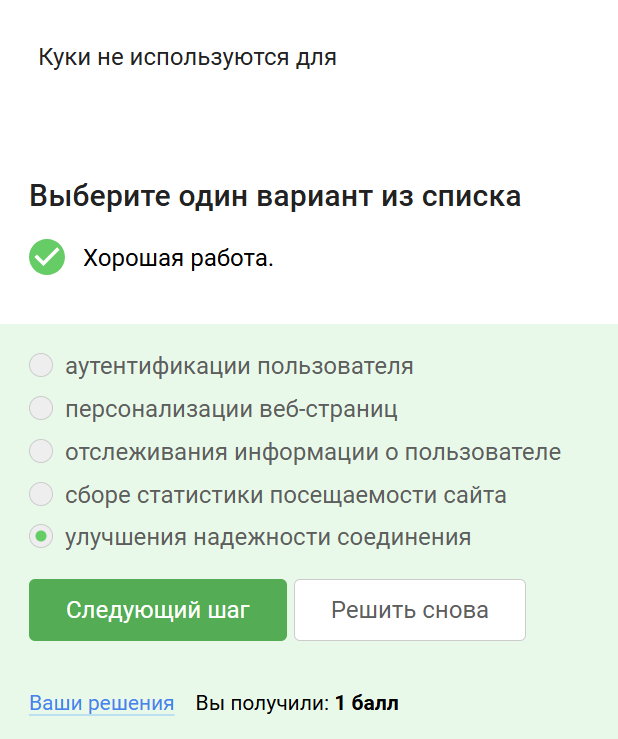 Куки не используются для
Выберите один вариант из списка
Хорошая работа.
аутентификации пользователя
персонализации веб-страниц
отслеживания информации о пользователе
сборе статистики посещаемости сайта
улучшения надежности соединения
Следующий шаг Решить снова
Ваши решения Вы получили: 1 балл